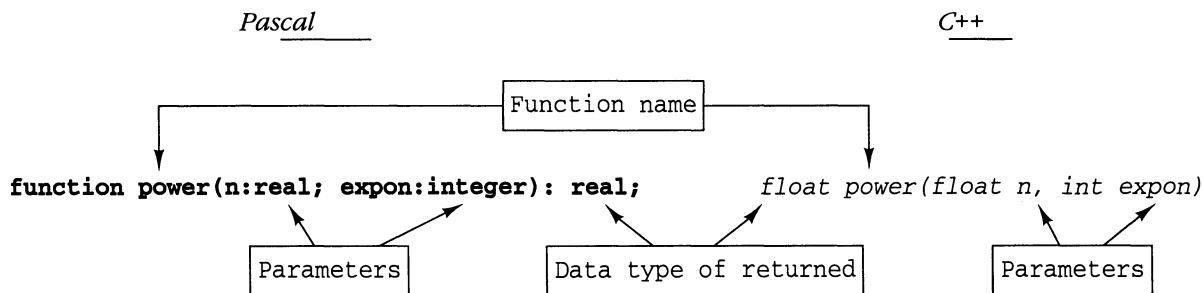 Pascal
C++
Function name
function power(n:real; expon:integer): real;
float power(float n, int expon)
Parameters
Data type of returned
Parameters